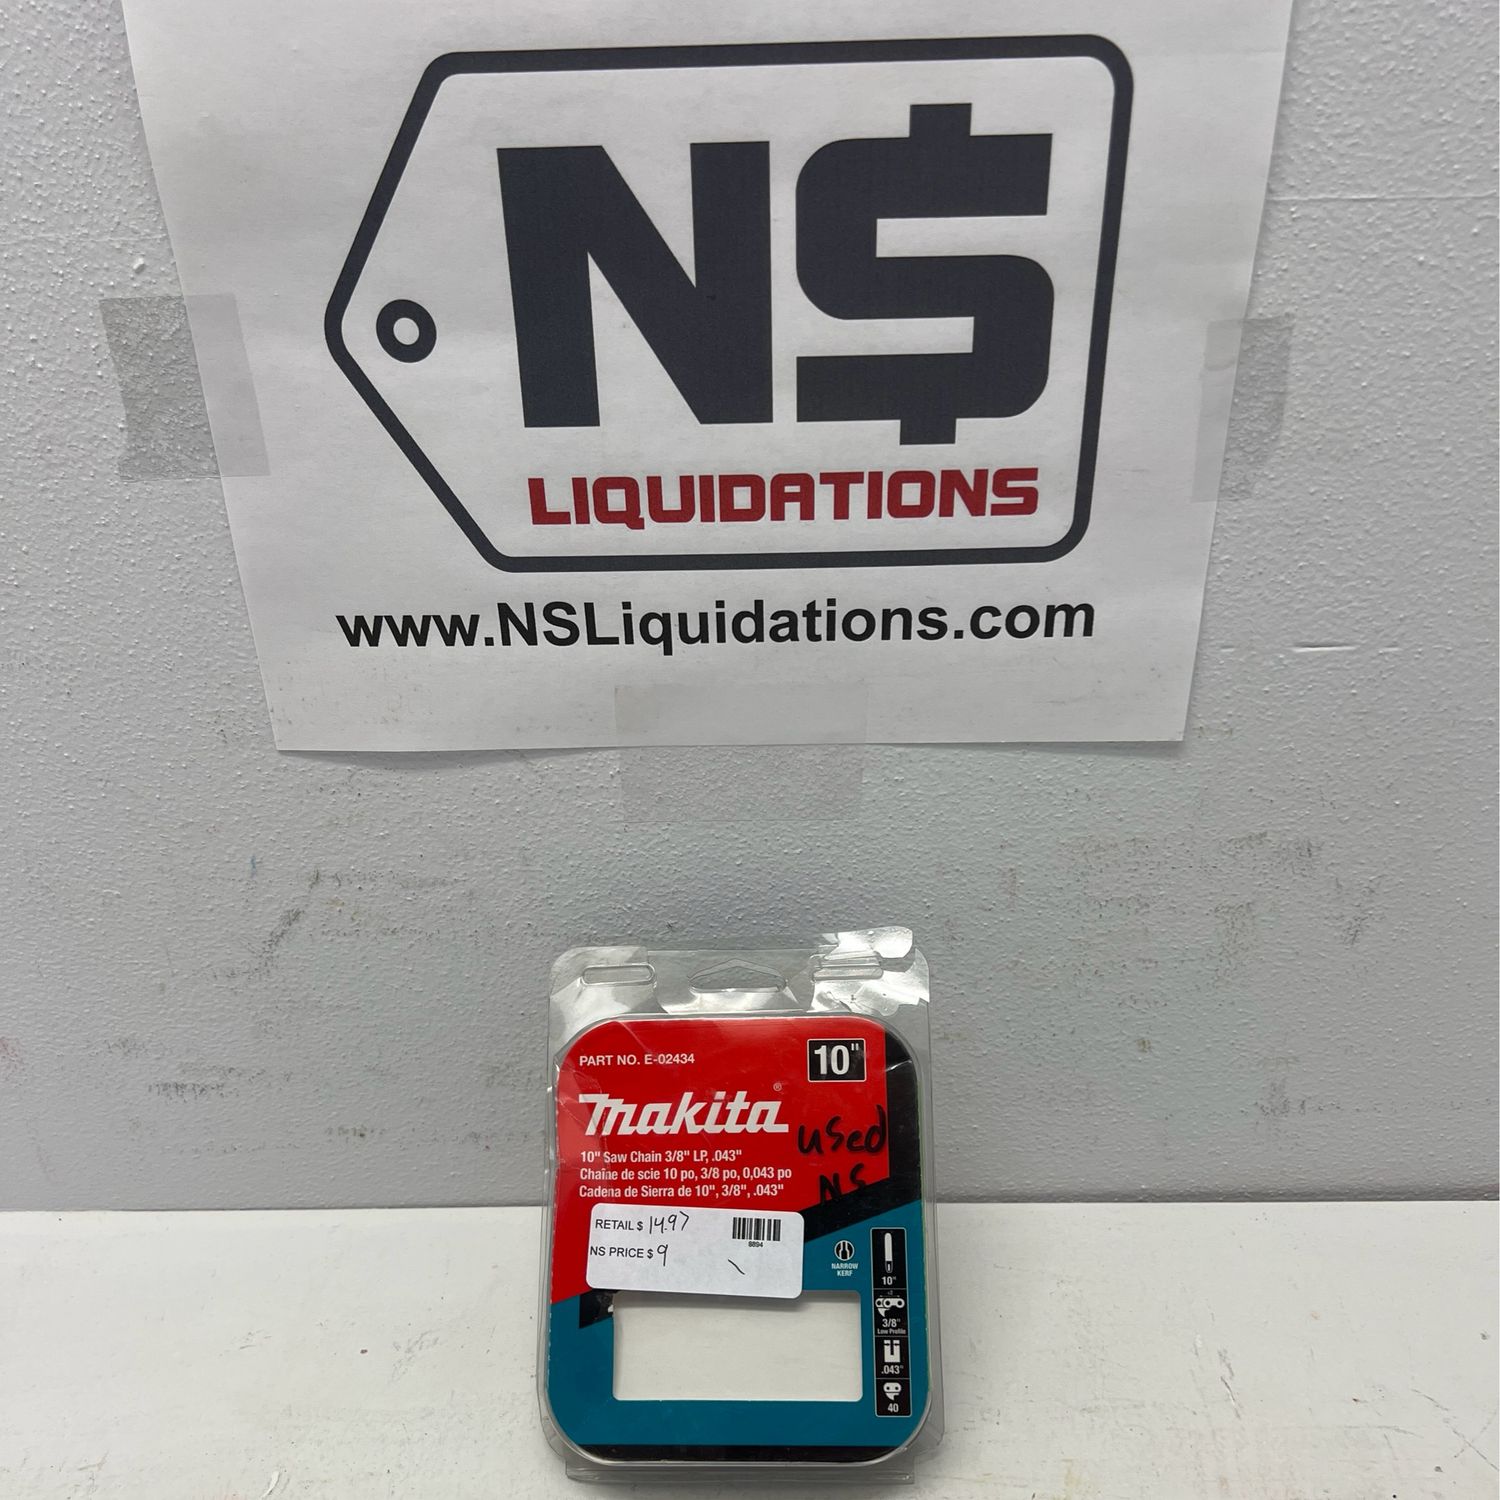 N$
LIQUIDATIONS
www.NSLiquidations.com
PART NO. E-02434
10"
makita®
used
NS
10" Saw Chain 3/8" LP, .043"
Chaîne de scie 10 po, 3/8 po, 0,043 po
Cadena de Sierra de 10", 3/8", .043"
RETAIL $ 14.97
8894
NS PRICE $ 9
NARROW
KERF
10"
3/8"
Low Profile
.043"
40